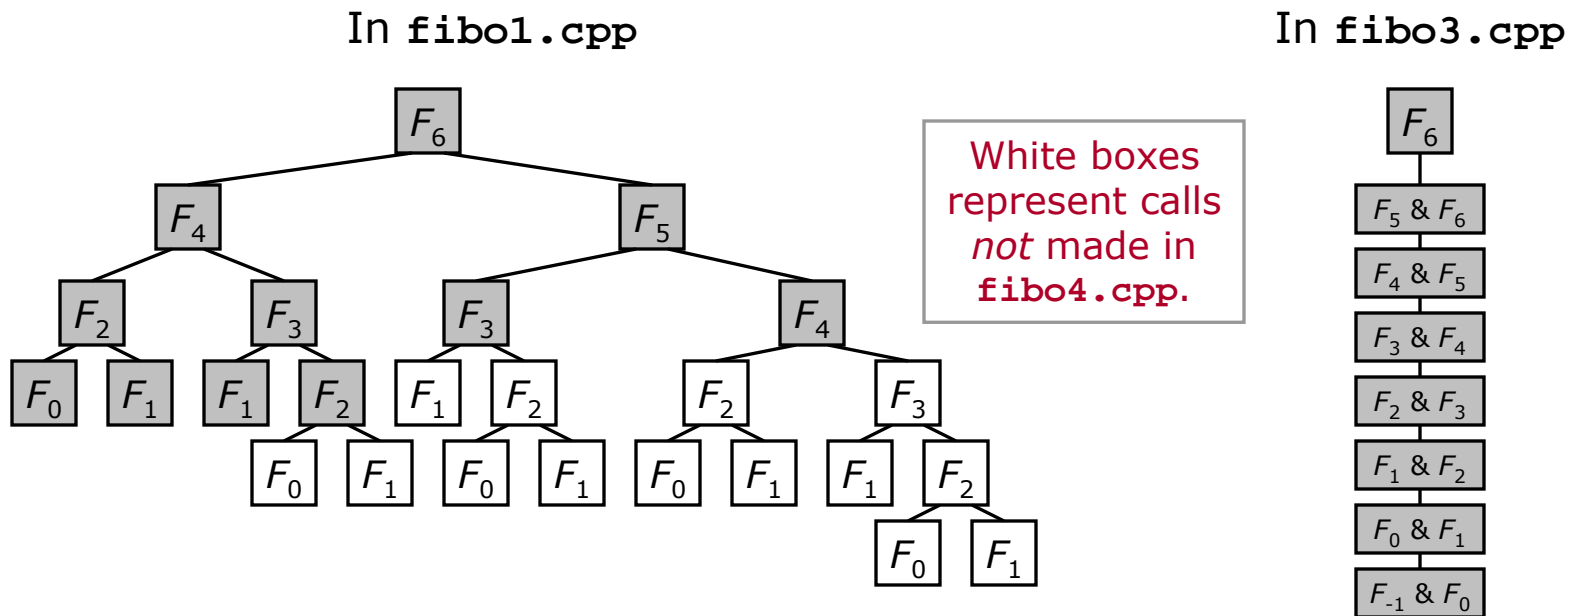 In fibo1.cpp
In fibo3.cpp
F6
F4
F5
F2
F3
F3
F4
F0
F1
F1
F2
F1
F2
F2
F3
F0
F1
F0
F1
F0
F1
F1
F2
F0
F1
White boxes
represent calls
not made in
fibo4.cpp.
F6
F5 & F6
F4 & F5
F3 & F4
F2 & F3
F1 & F2
F0 & F1
F-1 & F0